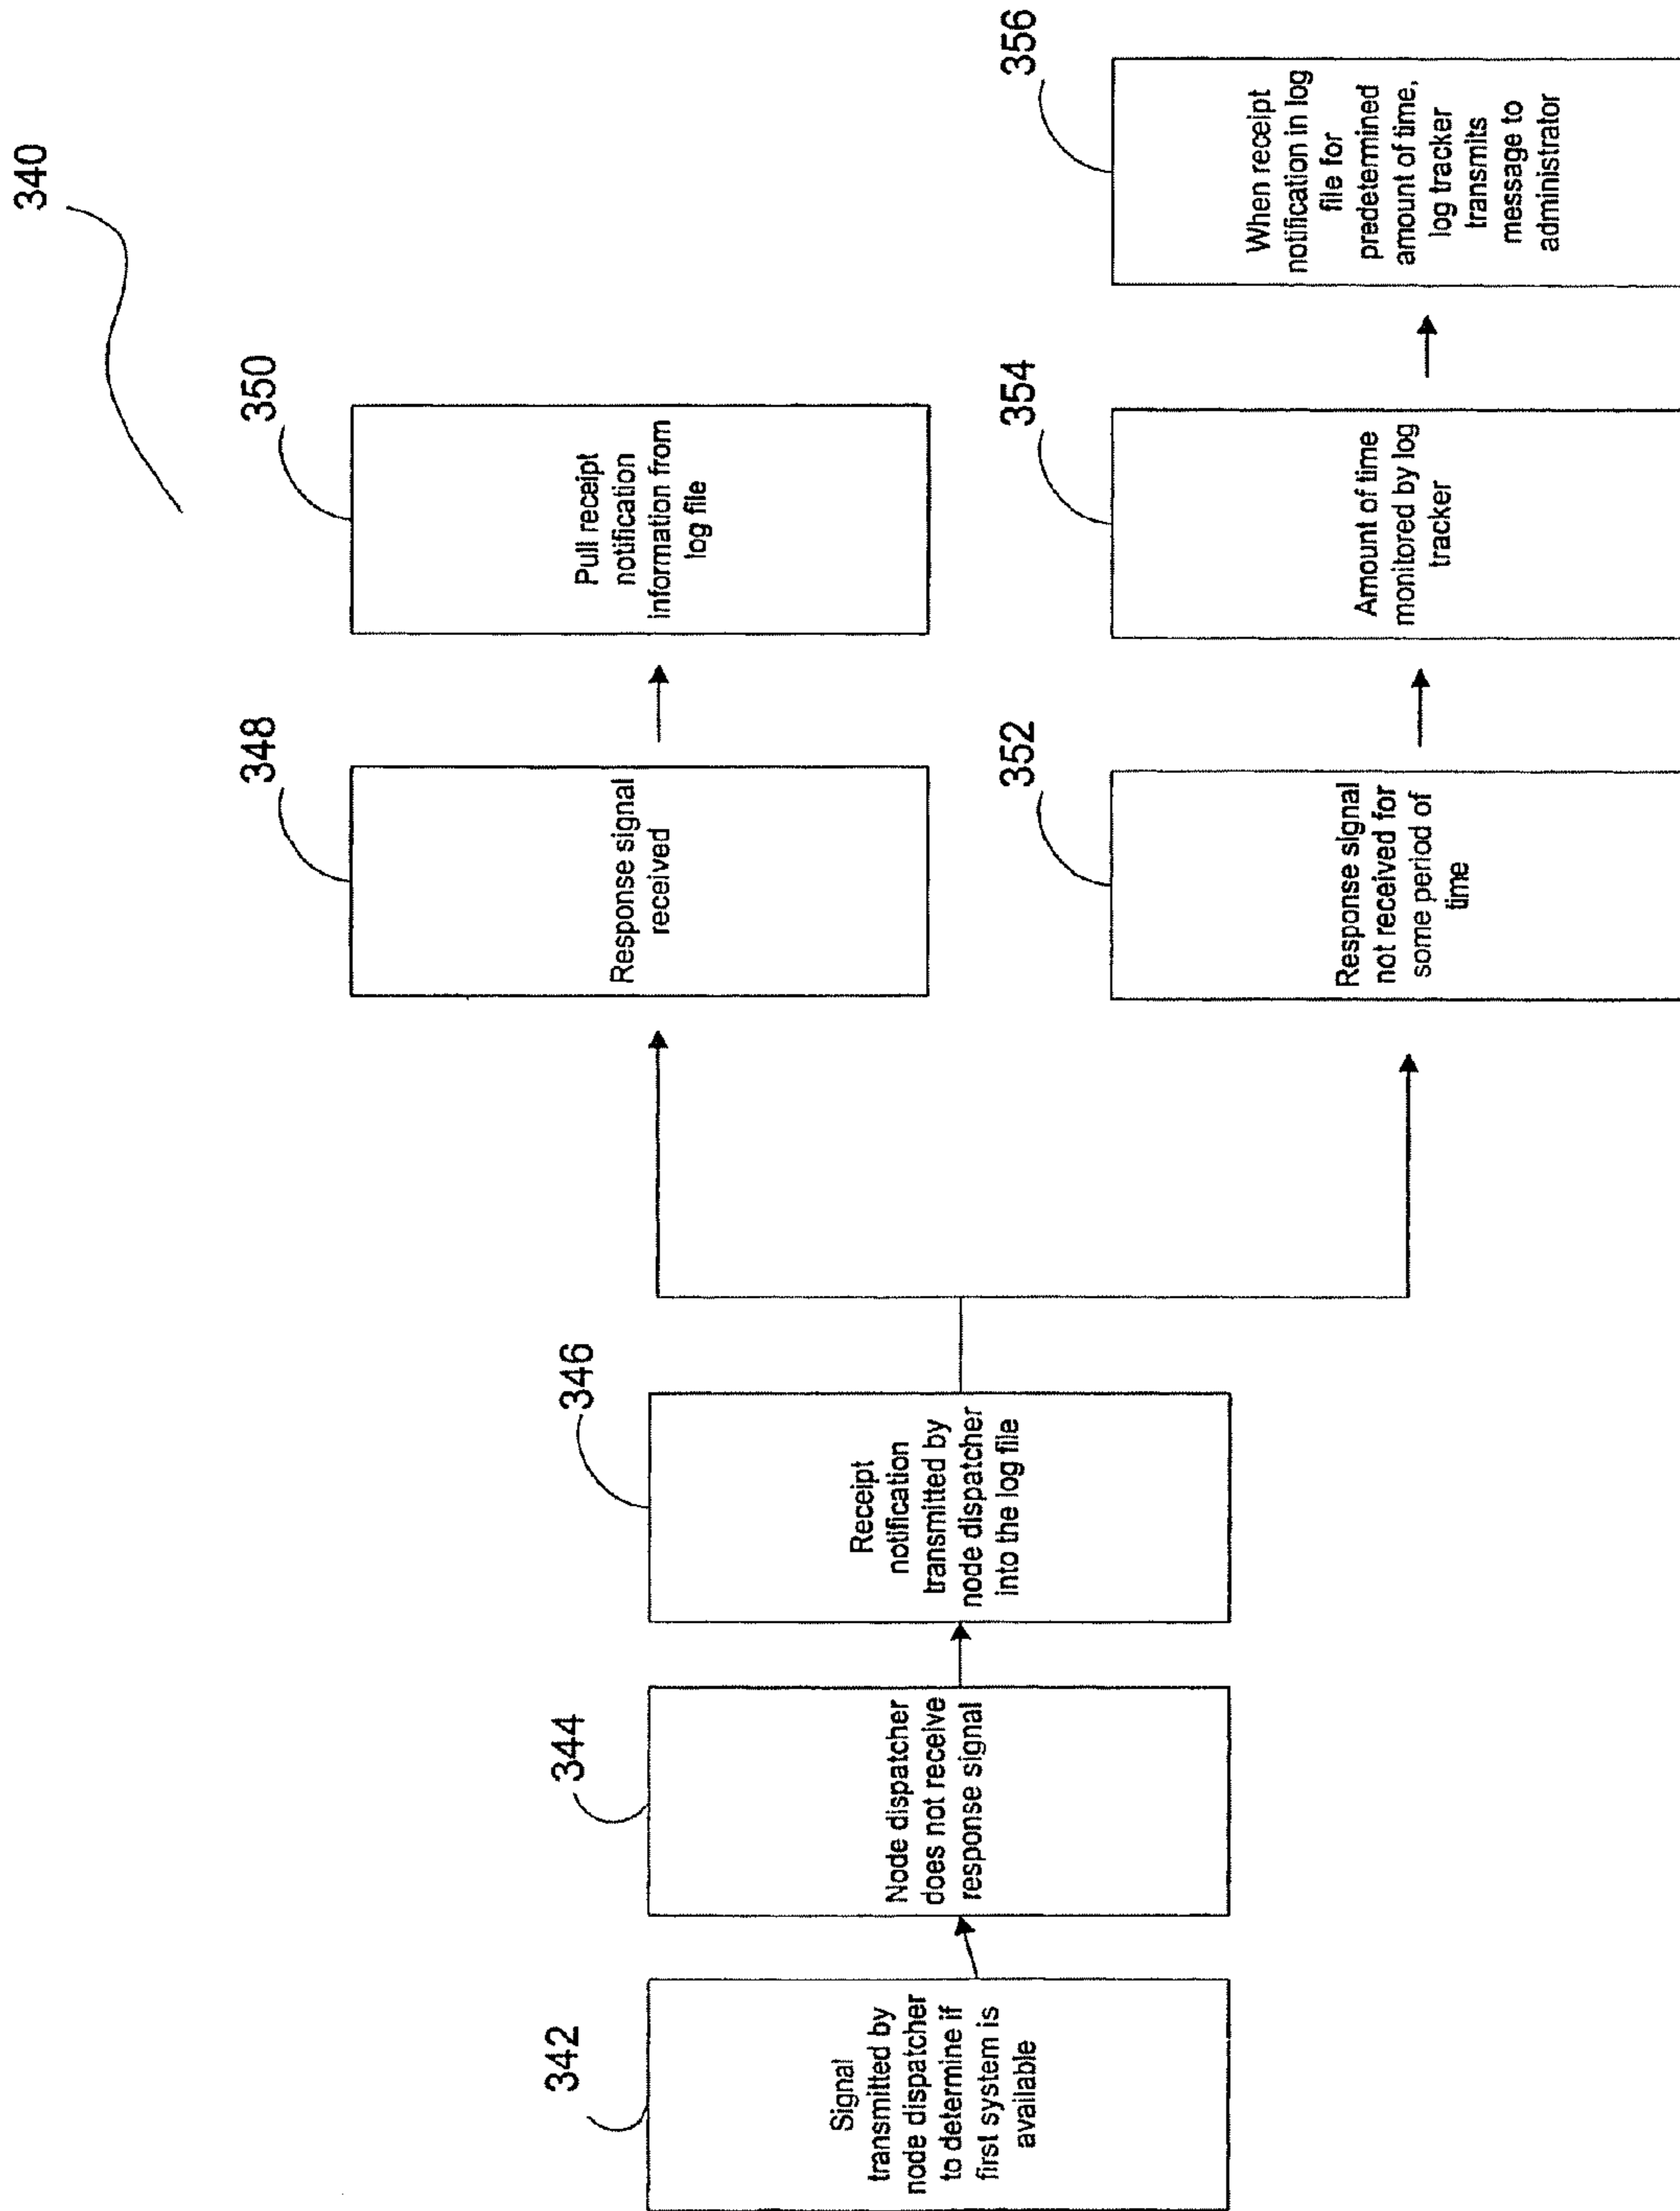 340
342
Signal
transmitted by
node dispatcher
to determine if
first system is
available
344
Node dispatcher
does not receive
response signal
346
Receipt
notification
transmitted by
node dispatcher
into the log file
348
Response signal
received
350
Pull receipt
notification
information from
log file
352
Response signal
not received for
some period of
time
354
Amount of time
monitored by log
tracker
356
When receipt
notification in log
file for
predetermined
amount of time,
log tracker
transmits
message to
administrator